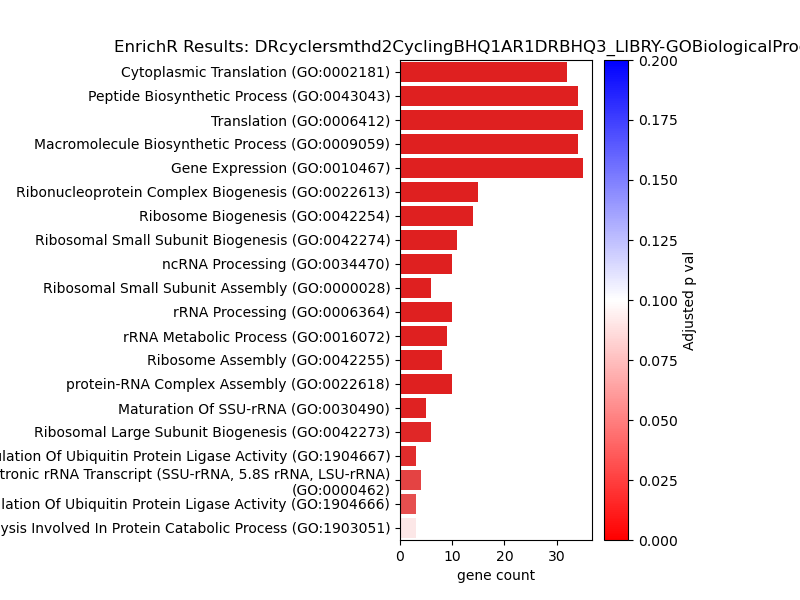 EnrichR Results: DRcyclersmthd2CyclingBHQ1AR1DRBHQ3_LIBRY-GOBiologicalPro
Cytoplasmic Translation (GO:0002181)
Peptide Biosynthetic Process (GO:0043043)
Translation (GO:0006412)
Macromolecule Biosynthetic Process (GO:0009059)
Gene Expression (GO:0010467)
Ribonucleoprotein Complex Biogenesis (GO:0022613)
Ribosome Biogenesis (GO:0042254)
Ribosomal Small Subunit Biogenesis (GO:0042274)
ncRNA Processing (GO:0034470)
Ribosomal Small Subunit Assembly (GO:0000028)
rRNA Processing (GO:0006364)
rRNA Metabolic Process (GO:0016072)
Ribosome Assembly (GO:0042255)
protein-RNA Complex Assembly (GO:0022618)
Maturation Of SSU-rRNA (GO:0030490)
Ribosomal Large Subunit Biogenesis (GO:0042273)
ulation Of Ubiquitin Protein Ligase Activity (GO:1904667)
tronic rRNA Transcript (SSU-rRNA, 5.8S rRNA, LSU-rRNA)
(GO:0000462)
lation Of Ubiquitin Protein Ligase Activity (GO:1904666)
ysis Involved In Protein Catabolic Process (GO:1903051)
0 10 20 30
gene count
0.200
0.175
0.150
0.125
0.100
0.075
0.050
0.025
0.000
Adjusted p val